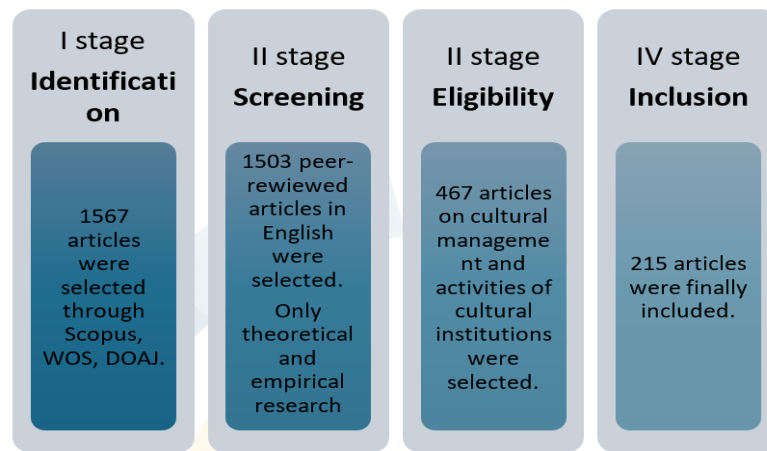 I stage
Identificati
on
1567
articles
were
selected
through
Scopus,
WOS, DOAJ.
II stage
Screening
1503 peer-
rewiewed
articles in
English
were
selected.
Only
theoretical
and
empirical
research
II stage
Eligibility
467 articles
on cultural
manageme
nt and
activities of
cultural
institutions
were
selected.
IV stage
Inclusion
215 articles
were finally
included.